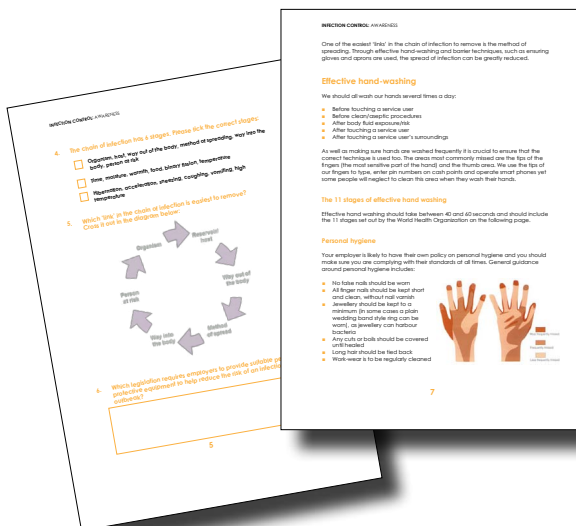 INFECTION CONTROL: AWARENESS
4. The chain of infection has 6 stages. Please tick the correct stages:
Organism, host, way out of the body, method of spreading, way into the
body, person at risk
Time, moisture, warmth, food, binary fission, temperature
Hibernation, acceleration, sneezing, coughing, vomiting, high
temperature
5. Which 'link' in the chain of infection is easiest to remove?
Cross it out in the diagram below:
Organism
Reservoir/
host
Way out of
the body
Method
of spread
Way into
the body
Person
at risk
6. Which legislation requires employers to provide suitable
protective equipment to help reduce the risk of an
outbreak?
5
INFECTION CONTROL: AWARENESS
One of the easiest 'links' in the chain of infection to remove is the method of
spreading. Through effective hand-washing and barrier techniques, such as ensuring
gloves and aprons are used, the spread of infection can be greatly reduced.
Effective hand-washing
We should all wash our hands several times a day:
Before touching a service user
Before clean/aseptic procedures
After body fluid exposure/risk
After touching a service user
After touching a service user's surroundings
As well as making sure hands are washed frequently it is crucial to ensure that the
correct technique is used too. The areas most commonly missed are the tips of the
fingers (the most sensitive part of the hand) and the thumb area. We use the tips of
our fingers to type, enter pin numbers on cash points and operate smart phones yet
some people will neglect to clean this area when they wash their hands.
The 11 stages of effective hand washing
Effective hand washing should take between 40 and 60 seconds and should include
the 11 stages set out by the World Health Organization on the following page.
Personal hygiene
Your employer is likely to have their own policy on personal hygiene and you should
make sure you are complying with their standards at all times. General guidance
around personal hygiene includes:
No false nails should be worn
All finger nails should be kept short
and clean, without nail varnish
Jewellery should be kept to a
minimum (in some cases a plain
wedding band style ring can be
worn), as jewellery can harbour
bacteria
Any cuts or boils should be covered
until healed
Long hair should be tied back
Work-wear is to be regularly cleaned
7